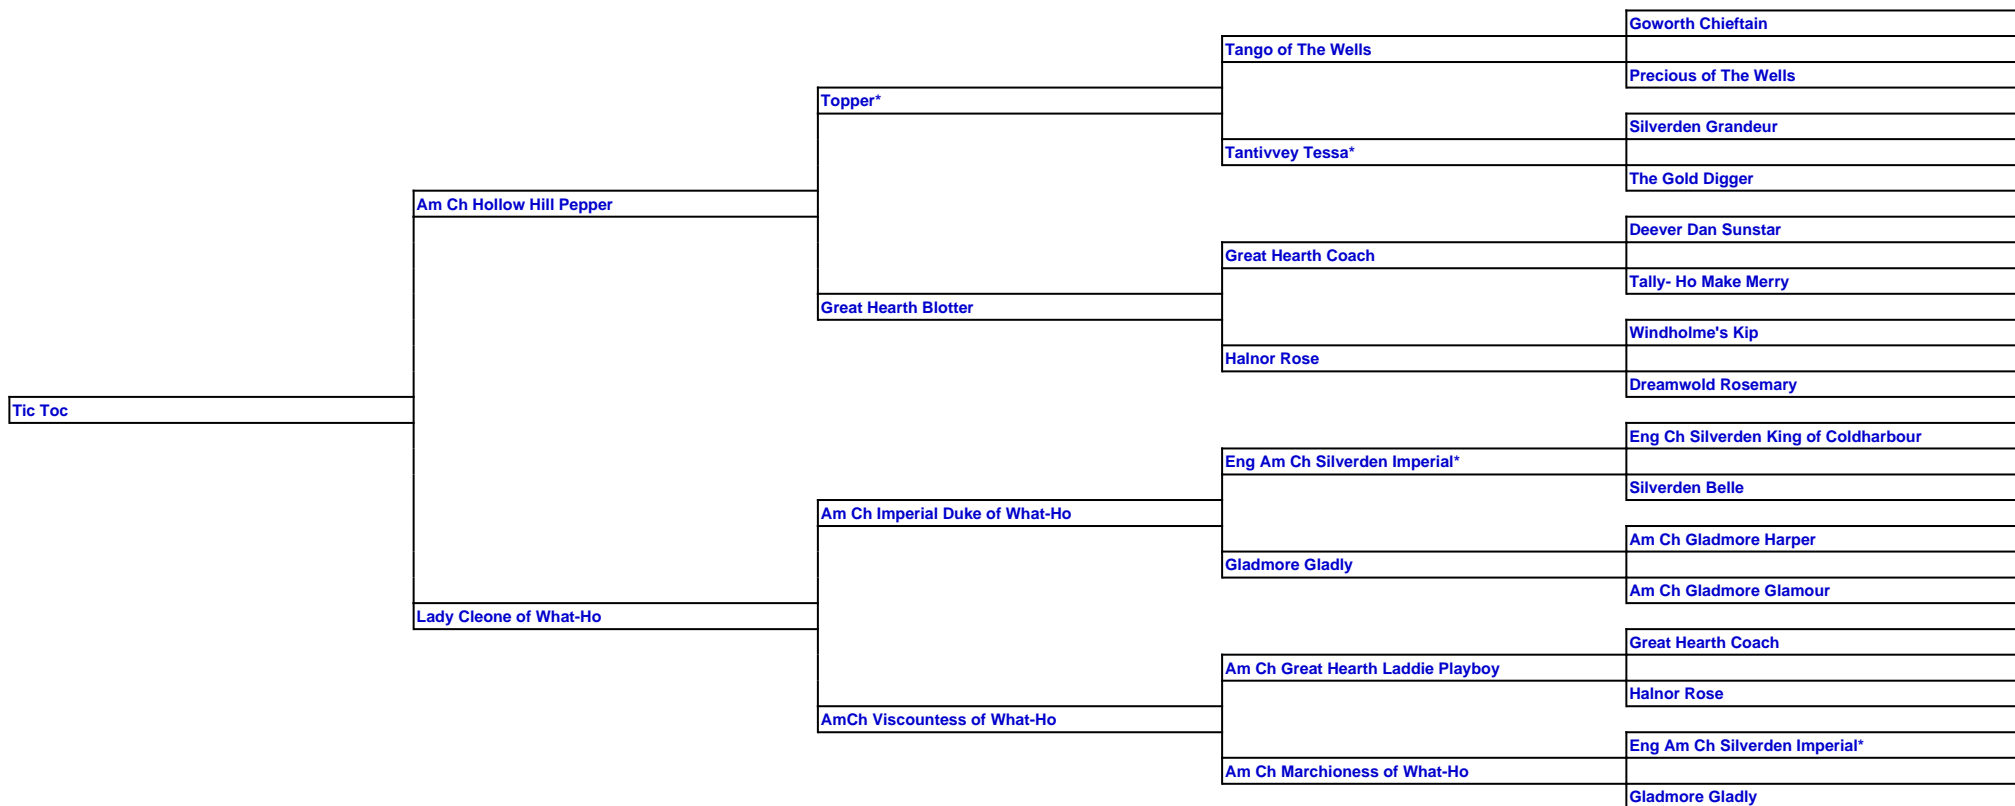 Goworth Chieftain
Tango of The Wells
Precious of The Wells
Topper*
Silverden Grandeur
Tantivvey Tessa*
The Gold Digger
Am Ch Hollow Hill Pepper
Deever Dan Sunstar
Great Hearth Coach
Tally- Ho Make Merry
Great Hearth Blotter
Windholme's Kip
Halnor Rose
Dreamwold Rosemary
Tic Toc
Eng Ch Silverden King of Coldharbour
Eng Am Ch Silverden Imperial*
Silverden Belle
Am Ch Imperial Duke of What-Ho
Am Ch Gladmore Harper
Gladmore Gladly
Am Ch Gladmore Glamour
Lady Cleone of What-Ho
Great Hearth Coach
Am Ch Great Hearth Laddie Playboy
Halnor Rose
AmCh Viscountess of What-Ho
Eng Am Ch Silverden Imperial*
Am Ch Marchioness of What-Ho
Gladmore Gladly